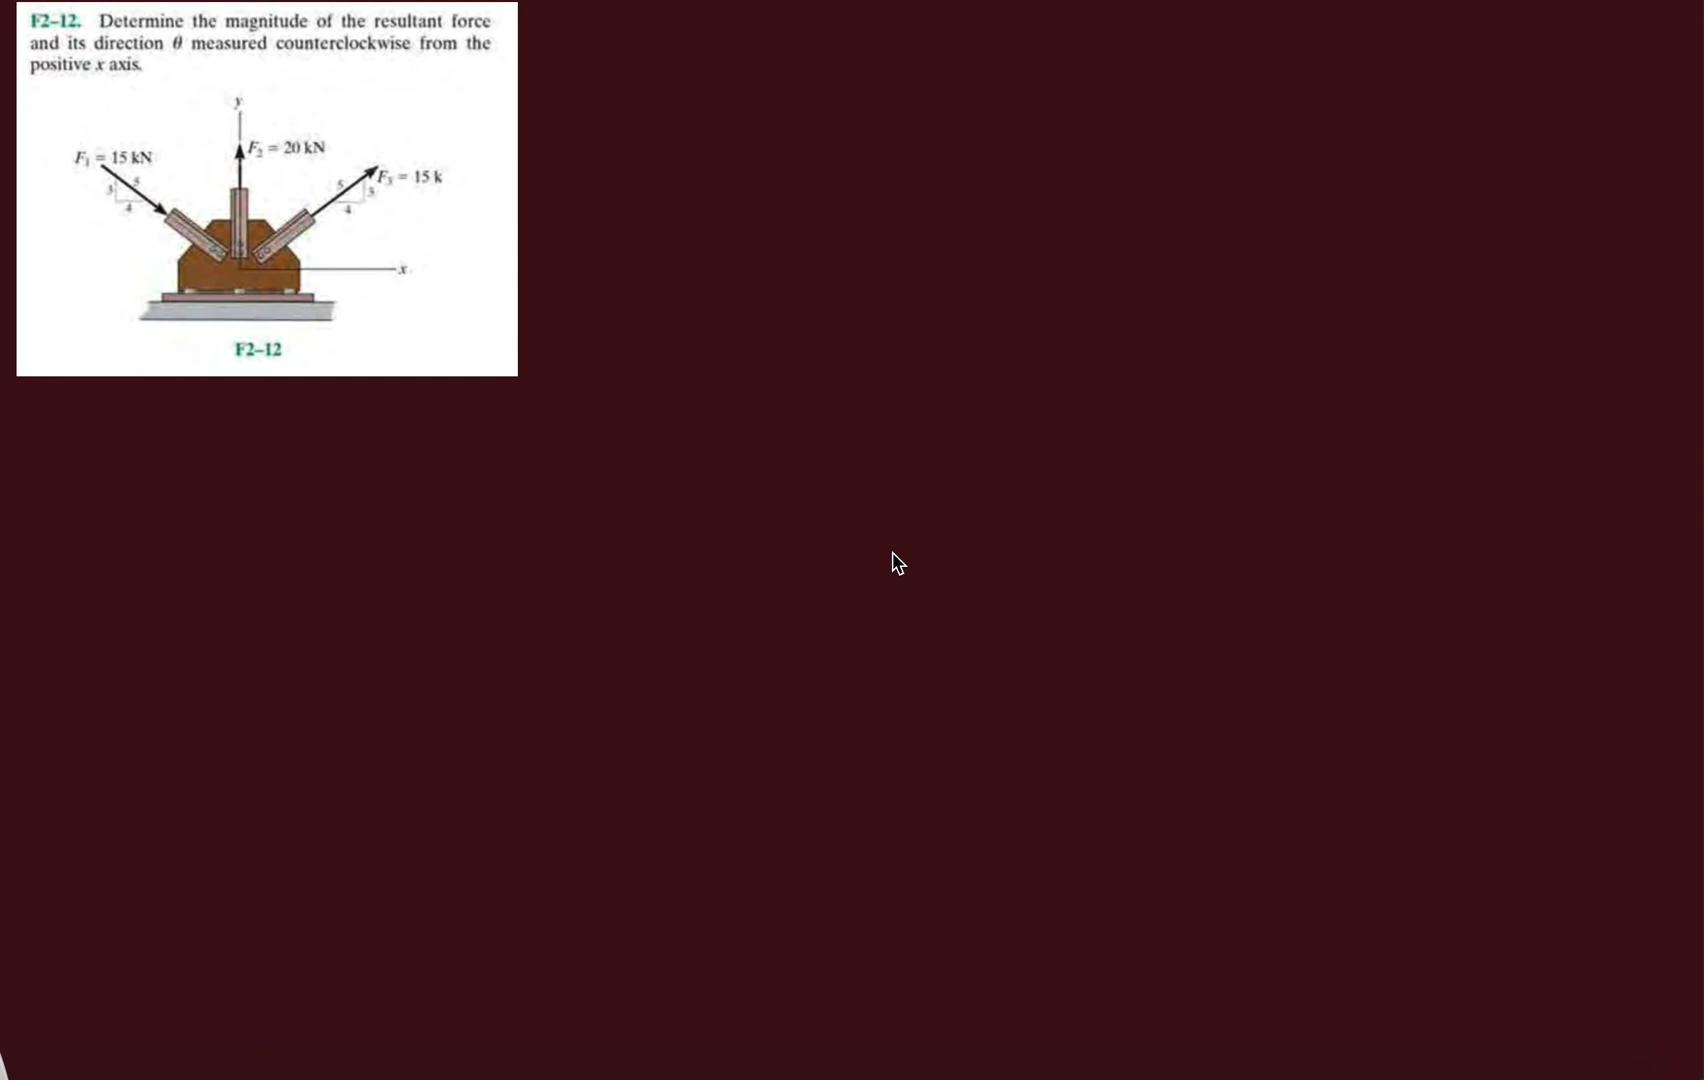 F2–12. Determine the magnitude of the resultant force
and its direction θ measured counterclockwise from the
positive x axis.
y
F₂ = 20 kN
F₁ = 15 kN
F₃ = 15 k
5
3
4
5
3
4
x
F2–12